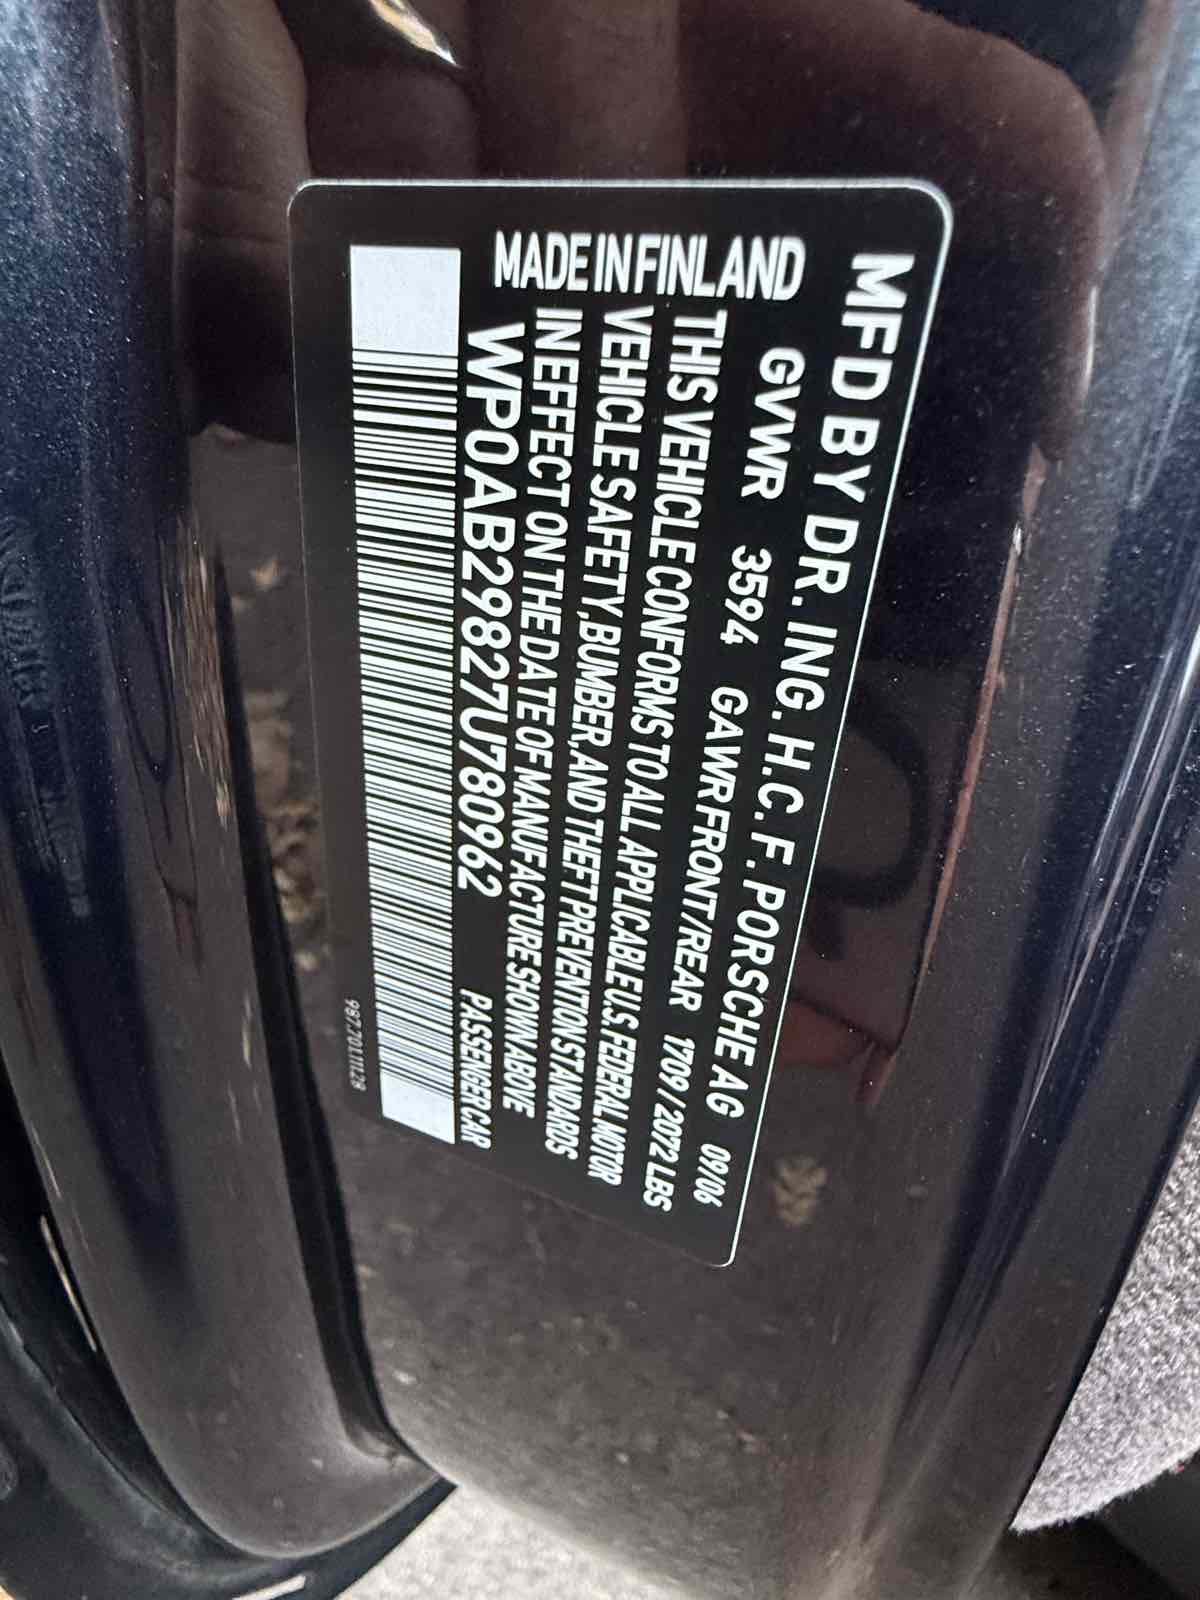 MFD BY DR. ING. H.C. F. PORSCHE AG 09/06
GVWR 3594 GAWR FRONT/REAR 1709 / 2072 LBS
THIS VEHICLE CONFORMS TO ALL APPLICABLE U.S. FEDERAL MOTOR
VEHICLE SAFETY, BUMBER, AND THEFT PREVENTION STANDARDS
IN EFFECT ON THE DATE OF MANUFACTURE SHOWN ABOVE
MADE IN FINLAND
WP0AB29827U780962 PASSENGER CAR